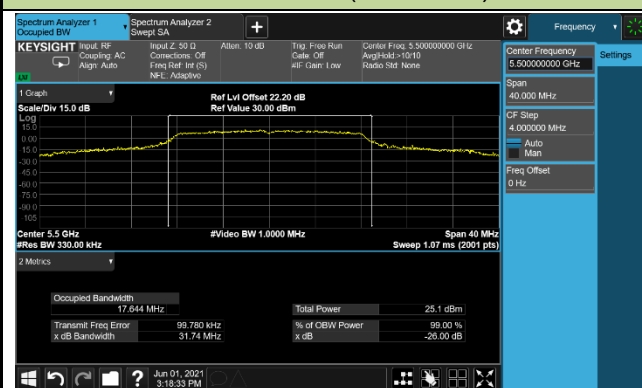 Spectrum Analyzer 1
Occupied BW
Spectrum Analyzer 2
Swept SA
Frequency
KEYSIGHT
Input: RF
Coupling: AC
Align: Auto
Input Z: 50 Ω
Corrections: Off
Freq Ref: Int (S)
NFE: Adaptive
Atten: 10 dB
Trig: Free Run
Gate: Off
#IF Gain: Low
Center Freq: 5.500000000 GHz
Avg|Hold:>10/10
Radio Std: None
LV
Center Frequency
5.500000000 GHz
Settings
Span
40.000 MHz
CF Step
4.000000 MHz
Auto
Man
Freq Offset
0 Hz
1 Graph
Scale/Div 15.0 dB
Ref Lvl Offset 22.20 dB
Ref Value 30.00 dBm
Log
15.0
0.00
-15.0
-30.0
-45.0
-60.0
-75.0
-90.0
-105
Center 5.5 GHz
#Res BW 330.00 kHz
#Video BW 1.0000 MHz
Span 40 MHz
Sweep 1.07 ms (2001 pts)
2 Metrics
Occupied Bandwidth
17.644 MHz
Total Power 25.1 dBm
Transmit Freq Error 99.780 kHz
% of OBW Power 99.00 %
x dB Bandwidth 31.74 MHz
x dB -26.00 dB
Jun 01, 2021
3:18:33 PM